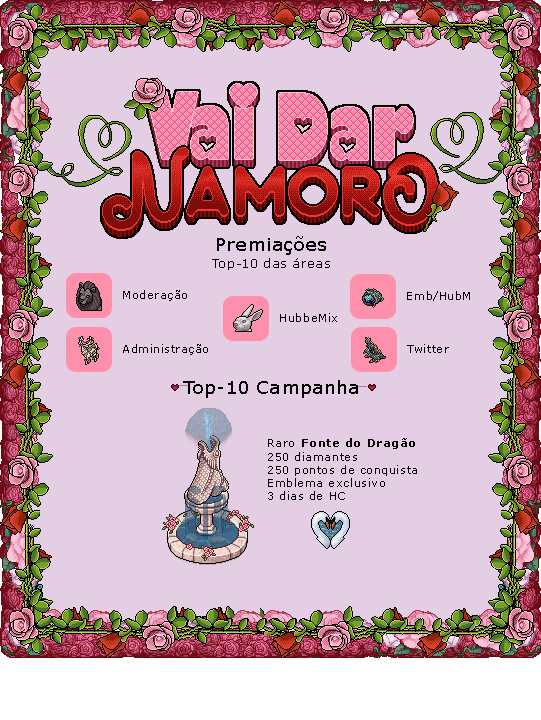 Vai Dar
NAMORO
Premiações
Top-10 das áreas
Moderação
Emb/HubM
HubbeMix
Administração
Twitter
Top-10 Campanha
Raro Fonte do Dragão
250 diamantes
250 pontos de conquista
Emblema exclusivo
3 dias de HC